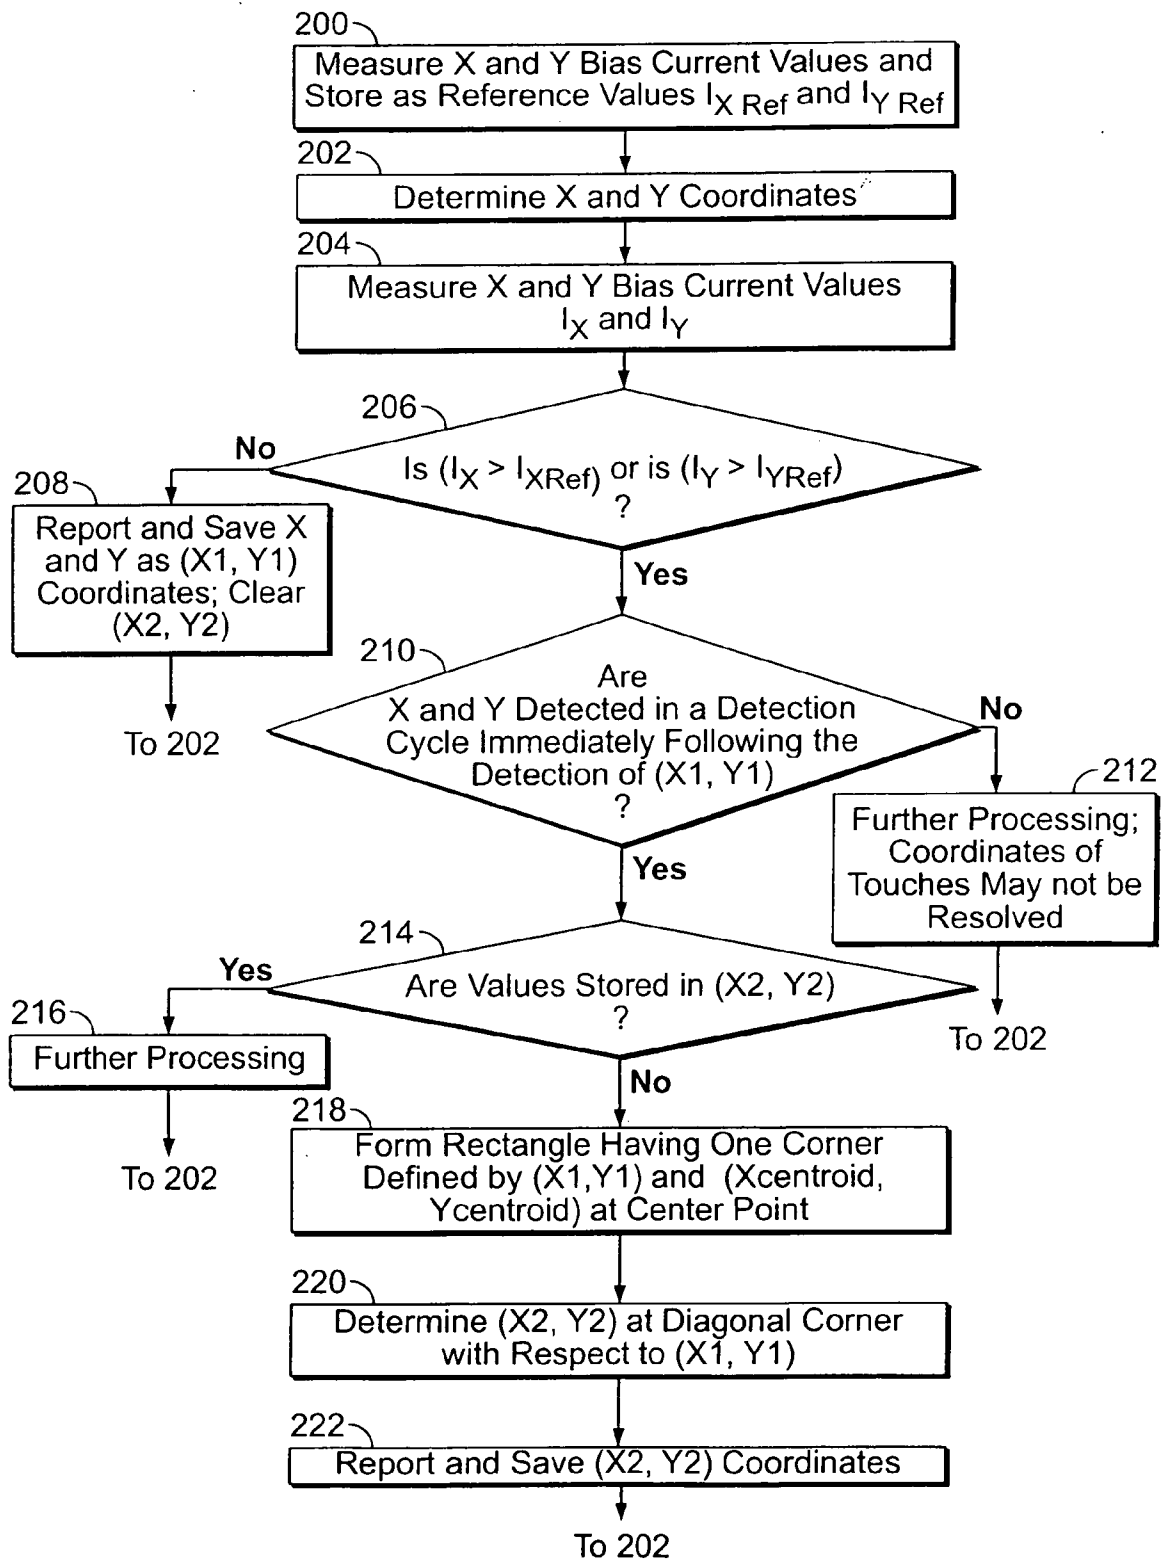 200
Measure X and Y Bias Current Values and
Store as Reference Values IX Ref and IY Ref
202
Determine X and Y Coordinates
204
Measure X and Y Bias Current Values
IX and IY
206
No
Is (IX > IXRef) or is (IY > IYRef)
?
208
Report and Save X
and Y as (X1, Y1)
Coordinates; Clear
(X2, Y2)
To 202
Yes
210
Are
X and Y Detected in a Detection
Cycle Immediately Following the
Detection of (X1, Y1)
?
No
212
Further Processing;
Coordinates of
Touches May not be
Resolved
To 202
Yes
214
Yes
Are Values Stored in (X2, Y2)
?
216
Further Processing
To 202
No
218
Form Rectangle Having One Corner
Defined by (X1,Y1) and (Xcentroid,
Ycentroid) at Center Point
220
Determine (X2, Y2) at Diagonal Corner
with Respect to (X1, Y1)
222
Report and Save (X2, Y2) Coordinates
To 202